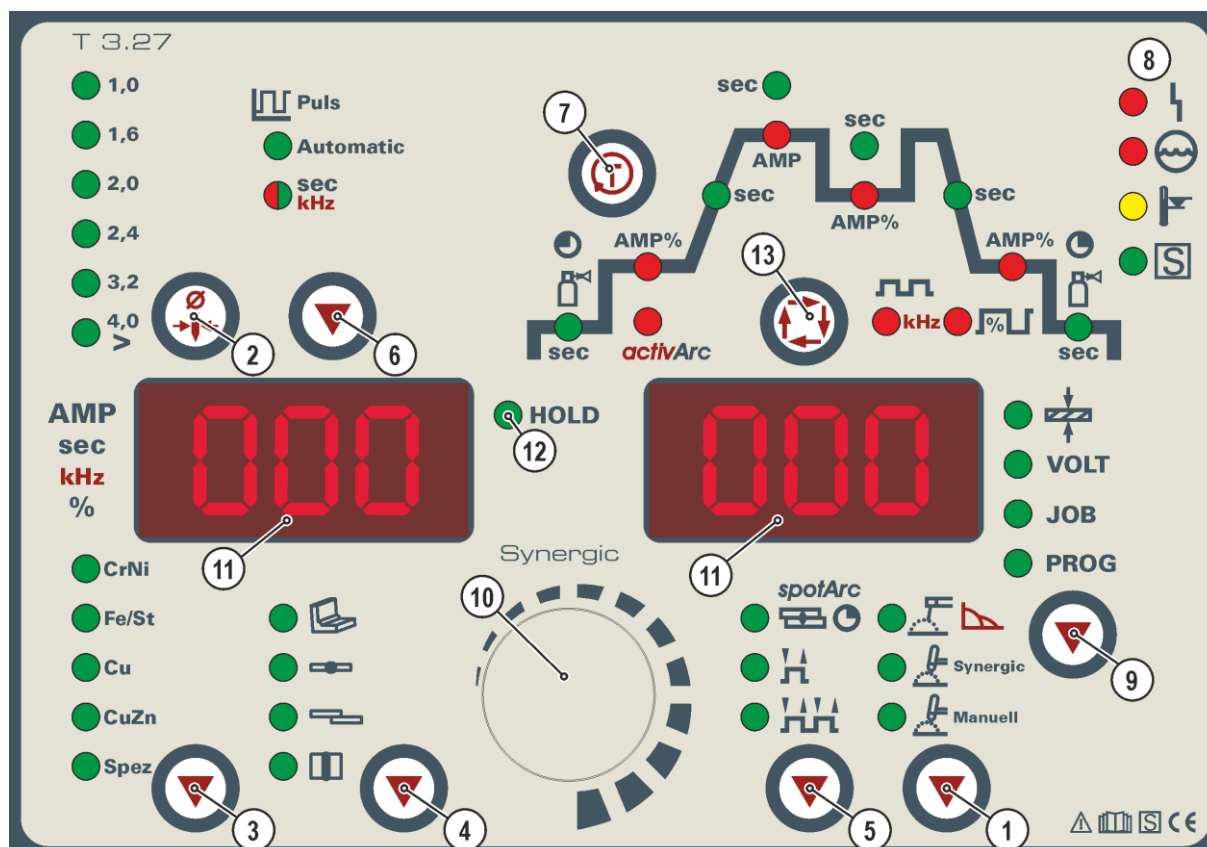 T 3.27
1,0
1,6
2,0
2,4
3,2
4,0
>
Puls
Automatic
sec
kHz
2
6
7
sec
AMP
sec
AMP%
sec
sec
AMP%
AMP%
sec
activArc
13
kHz
%
sec
8
S
AMP
sec
kHz
%
000
11
HOLD
12
000
11
VOLT
JOB
PROG
9
CrNi
Fe/St
Cu
CuZn
Spez
3
4
Synergic
10
spotArc
Synergic
Manuell
5
1
S CE